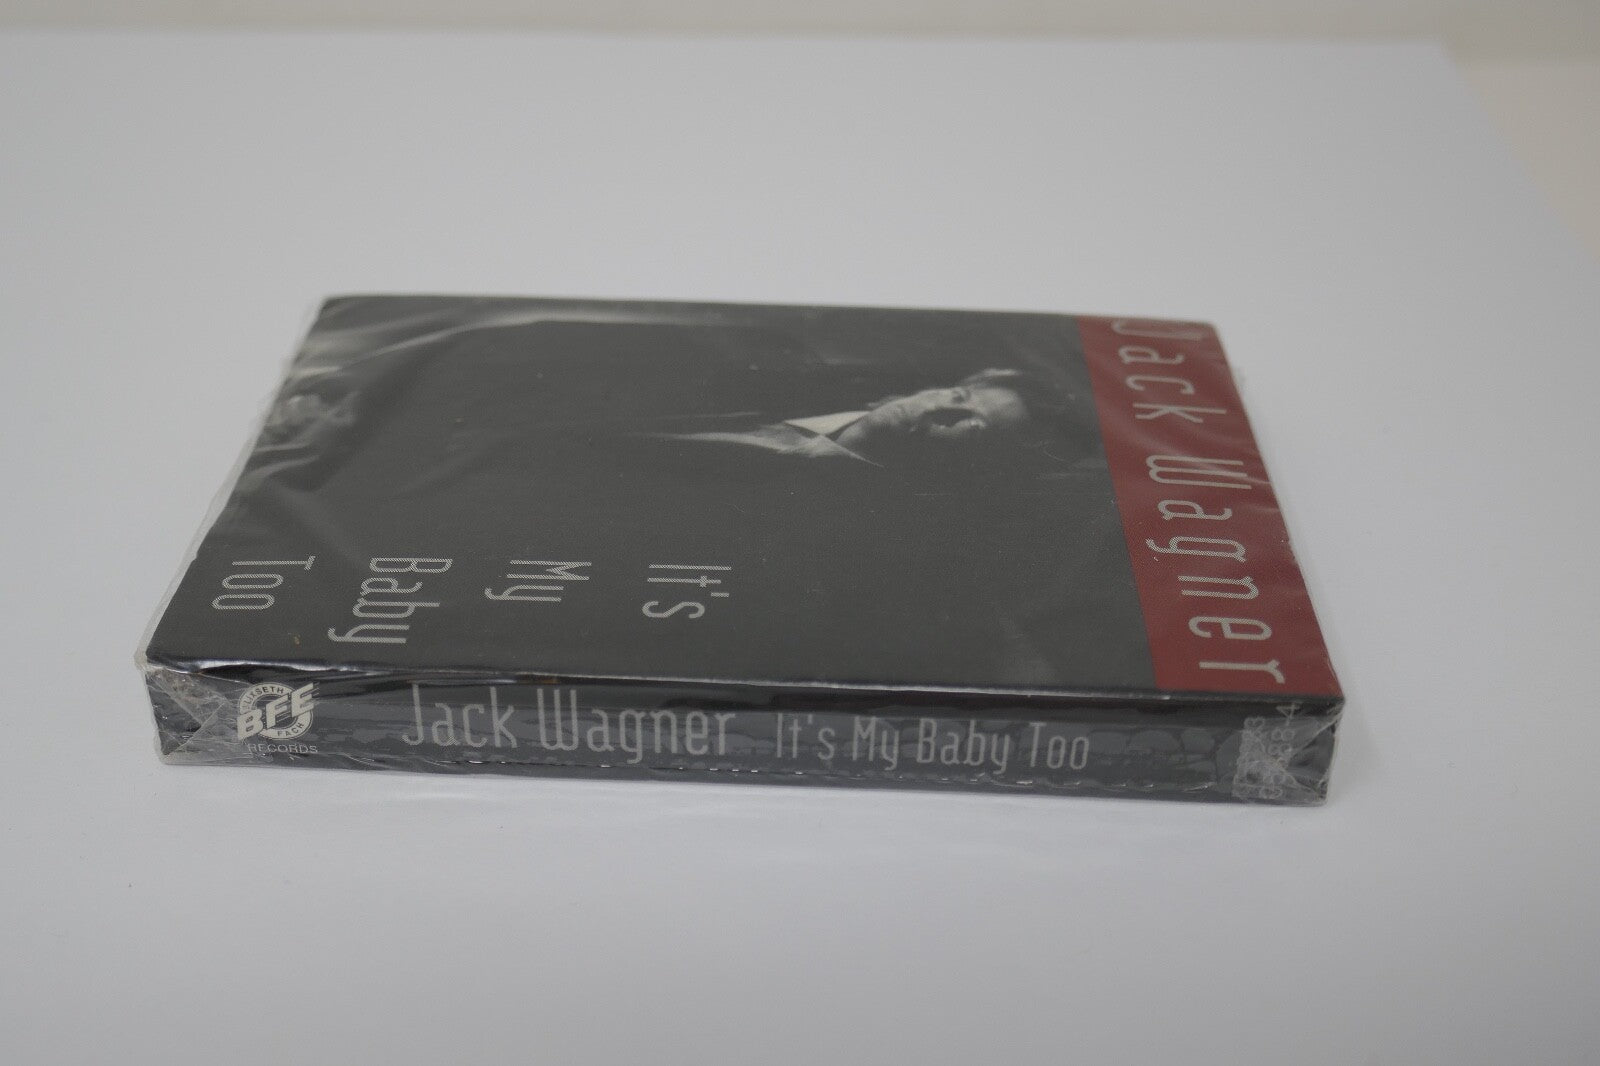 Jack Wagner
It's
My
Baby
Too
BFE
RECORDS
Jack Wagner It's My Baby Too